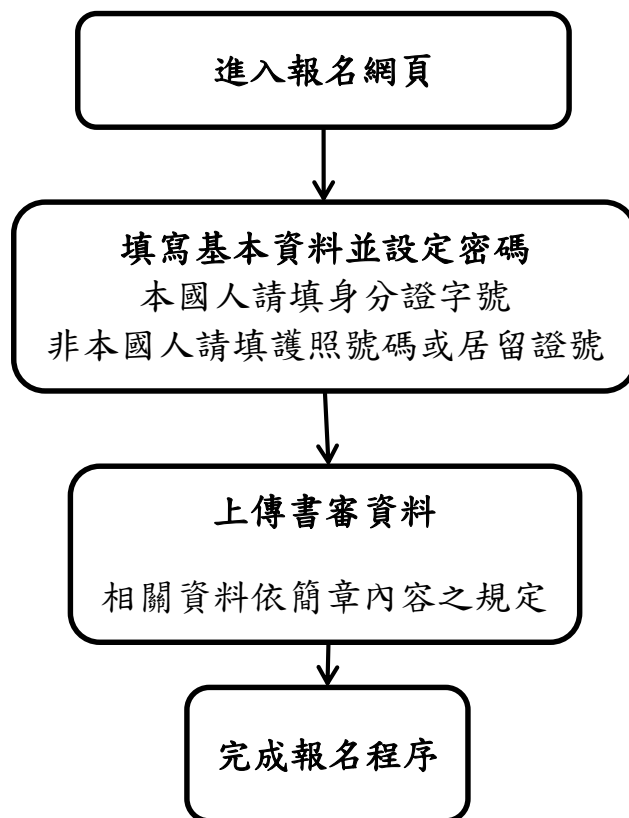 進入報名網頁
填寫基本資料並設定密碼
本國人請填身分證字號
非本國人請填護照號碼或居留證號
上傳書審資料
相關資料依簡章內容之規定
完成報名程序